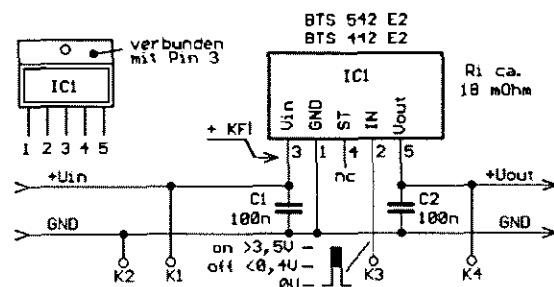 BTS 542 E2
BTS 442 E2
verbunden
mit Pin 3
IC1
IC1
Ri ca.
18 mOhm
1 2 3 4 5
+ KFl
Vin GND ST IN Vout
3 1 4 2 5
nc
+Uin
+Uout
C1
100n
C2
100n
GND
GND
on >3,5V
off <0,4V
0V
K2 K1 K3 K4